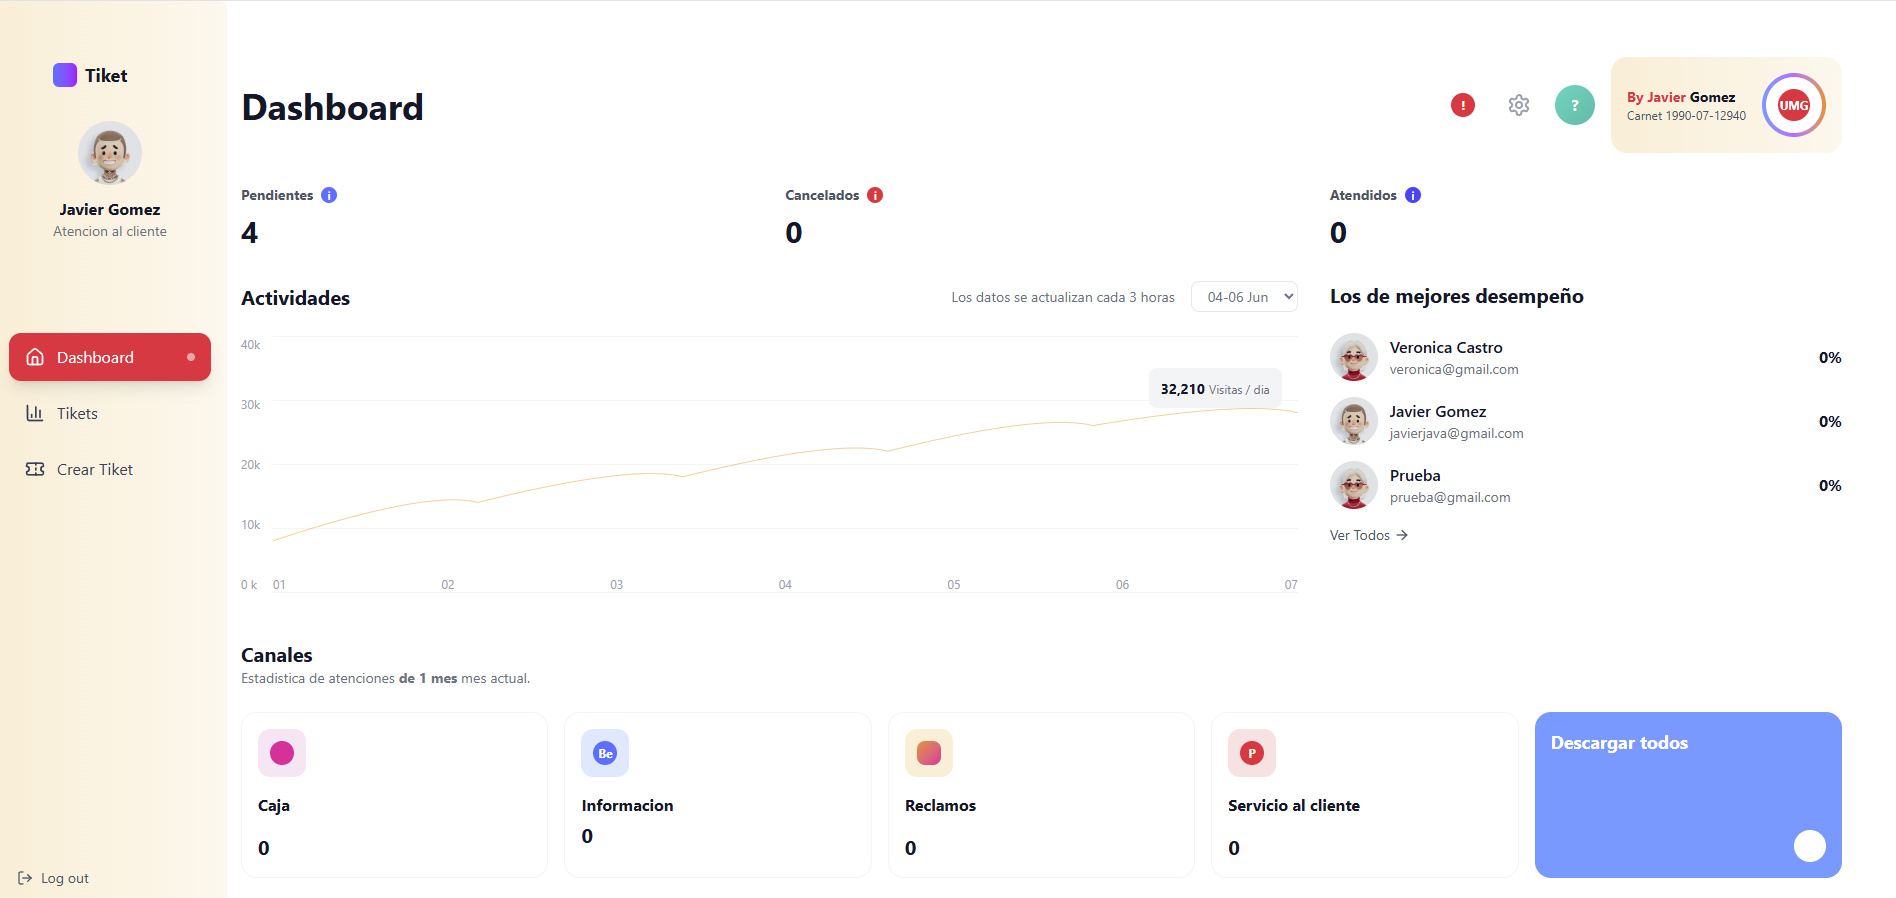 Tiket
Javier Gomez
Atencion al cliente
Dashboard
Tikets
Crear Tiket
Log out
Dashboard
!
?
By Javier Gomez
Carnet 1990-07-12940
UMG
Pendientes i
4
Cancelados i
0
Atendidos i
0
Actividades
Los datos se actualizan cada 3 horas
04-06 Jun
40k
30k
20k
10k
0 k
32,210 Visitas / dia
01 02 03 04 05 06 07
Los de mejores desempeño
Veronica Castro
veronica@gmail.com
0%
Javier Gomez
javierjava@gmail.com
0%
Prueba
prueba@gmail.com
0%
Ver Todos
Canales
Estadistica de atenciones de 1 mes mes actual.
Caja
0
Be
Informacion
0
Reclamos
0
P
Servicio al cliente
0
Descargar todos